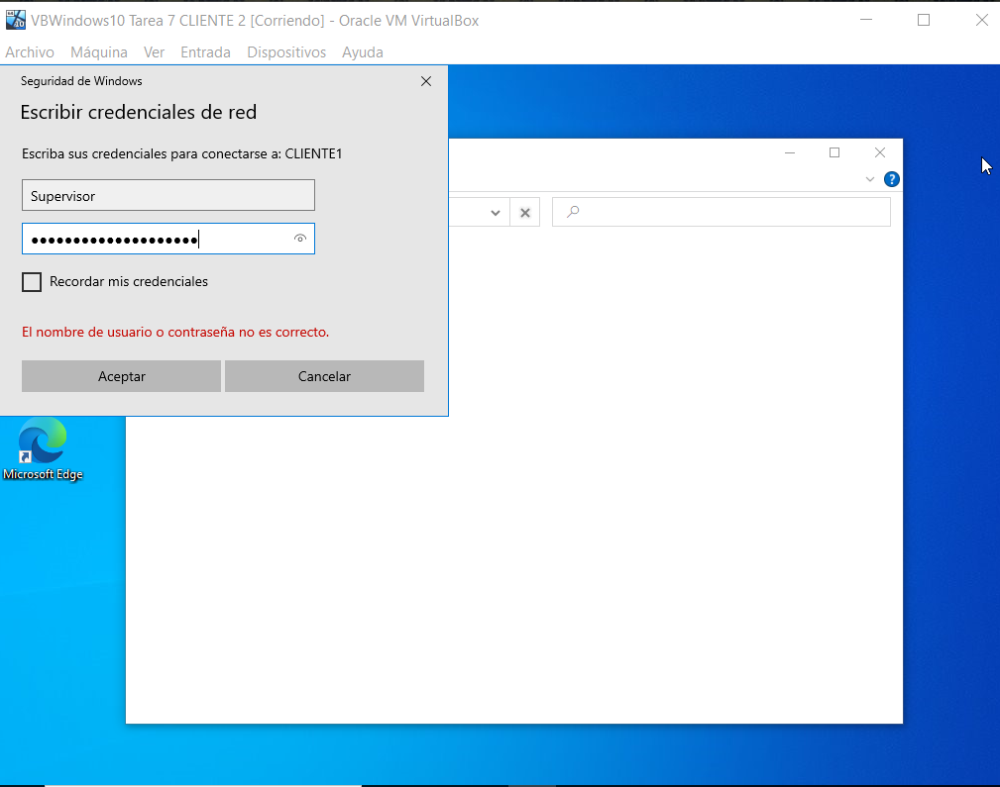 VBWindows10 Tarea 7 CLIENTE 2 [Corriendo] - Oracle VM VirtualBox
Archivo Máquina Ver Entrada Dispositivos Ayuda
Seguridad de Windows
Escribir credenciales de red
Escriba sus credenciales para conectarse a: CLIENTE1
Supervisor
••••••••••••••••••••
Recordar mis credenciales
El nombre de usuario o contraseña no es correcto.
Aceptar Cancelar
Microsoft Edge